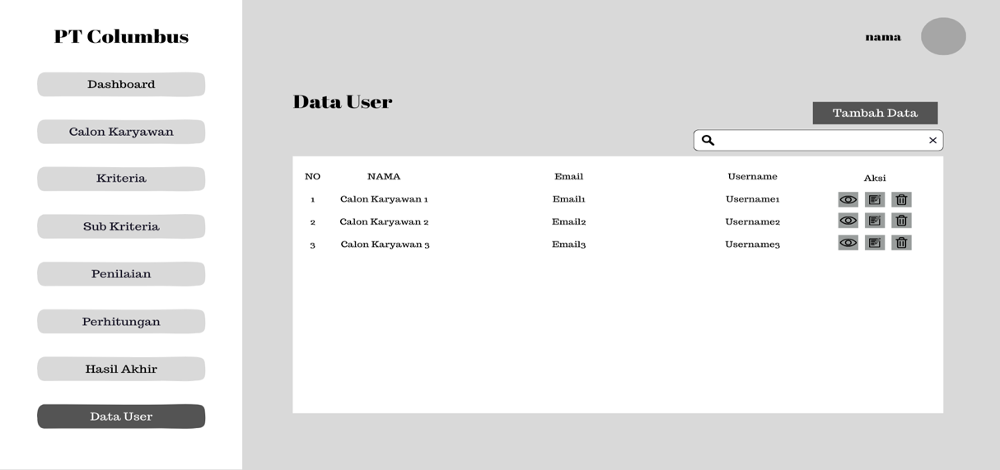 PT Columbus
nama
Dashboard
Calon Karyawan
Kriteria
Sub Kriteria
Penilaian
Perhitungan
Hasil Akhir
Data User
Data User
Tambah Data
NO NAMA Email Username Aksi
1 Calon Karyawan 1 Email1 Username1
2 Calon Karyawan 2 Email2 Username2
3 Calon Karyawan 3 Email3 Username3